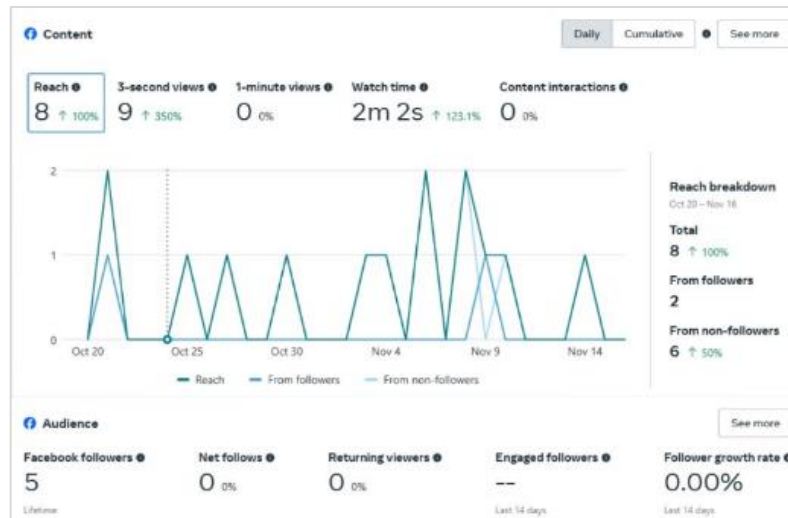 Content Daily Cumulative See more
Reach 3-second views 1-minute views Watch time Content interactions
8 ↑ 100% 9 ↑ 350% 0 0% 2m 2s ↑ 123.1% 0 0%
2
1
0
Oct 20 Oct 25 Oct 30 Nov 4 Nov 9 Nov 14
Reach From followers From non-followers
Reach breakdown
Oct 20 – Nov 16
Total
8 ↑ 100%
From followers
2
From non-followers
6 ↑ 50%
Audience See more
Facebook followers Net follows Returning viewers Engaged followers Follower growth rate
5 0 0% 0 0% -- 0.00%
Lifetime Last 14 days Last 14 days